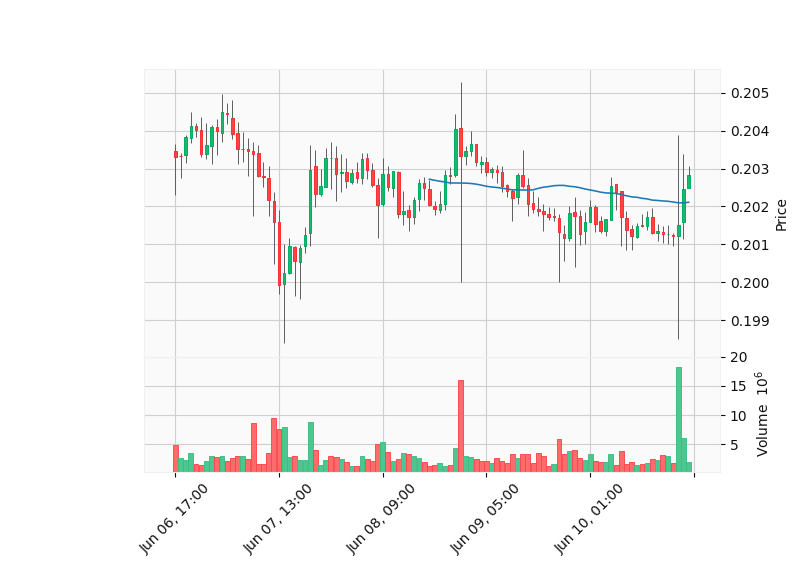 0.205
0.204
0.203
0.202
0.201
0.200
0.199
Price
20
15
10
5
Volume 10⁶
Jun 06, 17:00
Jun 07, 13:00
Jun 08, 09:00
Jun 09, 05:00
Jun 10, 01:00